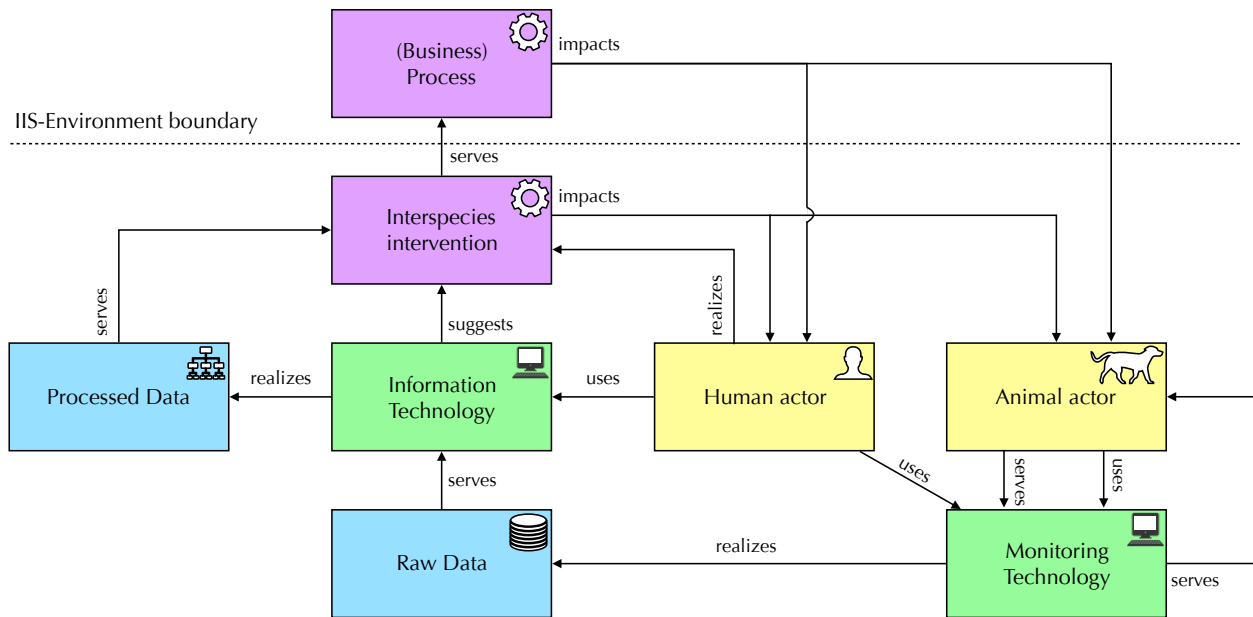 (Business)
Process
impacts
IIS-Environment boundary
serves
Interspecies
intervention
impacts
serves
suggests
realizes
Processed Data
realizes
Information
Technology
uses
Human actor
Animal actor
serves
uses
serves
uses
Raw Data
realizes
Monitoring
Technology
serves